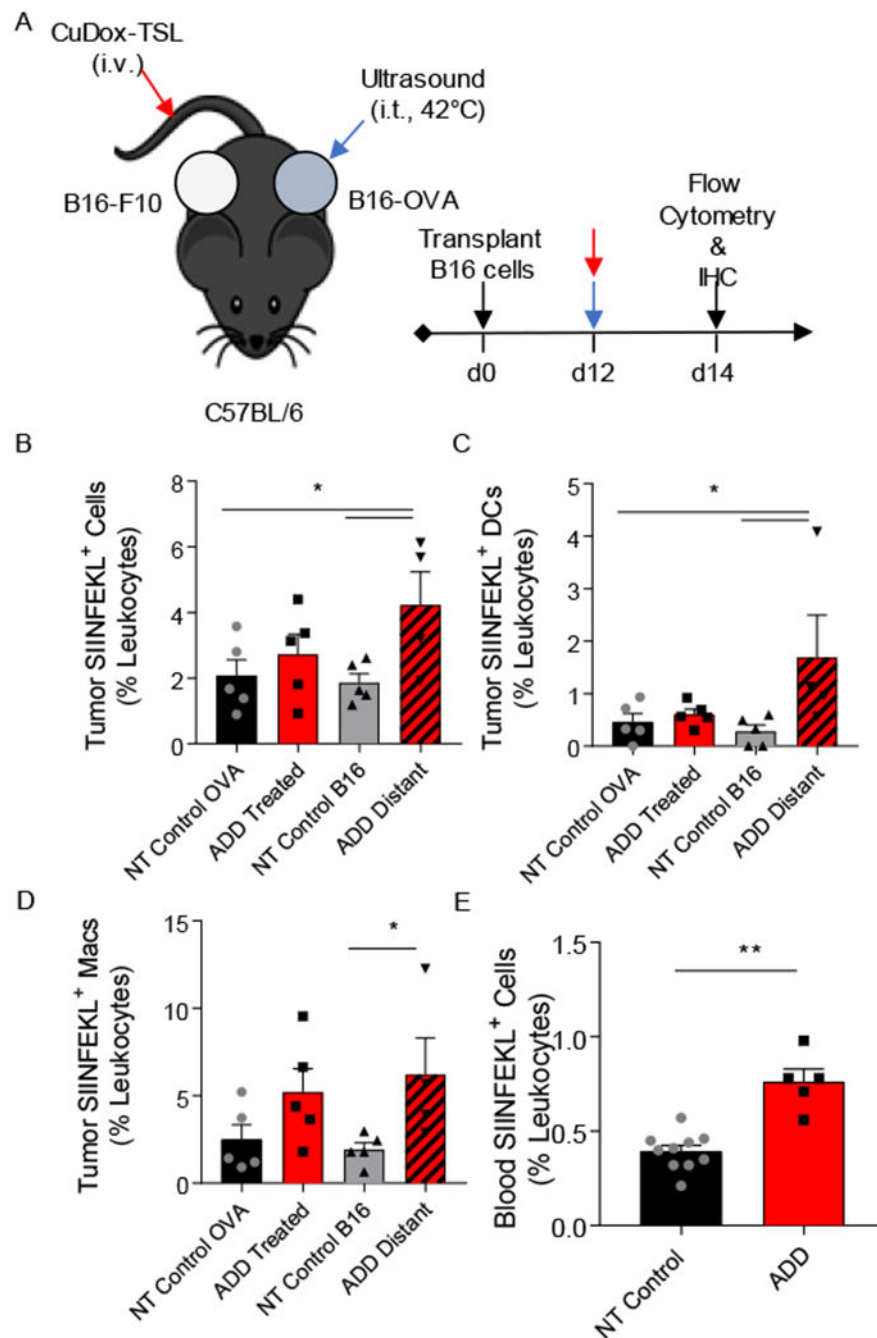 A
CuDox-TSL
(i.v.)
Ultrasound
(i.t., 42°C)
B16-F10
B16-OVA
C57BL/6
Transplant
B16 cells
Flow
Cytometry
&
IHC
d0
d12
d14
B
Tumor SIINFEKL+ Cells
(% Leukocytes)
8
6
4
2
0
*
NT Control OVA
ADD Treated
NT Control B16
ADD Distant
C
Tumor SIINFEKL+ DCs
(% Leukocytes)
5
4
3
2
1
0
*
NT Control OVA
ADD Treated
NT Control B16
ADD Distant
D
Tumor SIINFEKL+ Macs
(% Leukocytes)
15
10
5
0
*
NT Control OVA
ADD Treated
NT Control B16
ADD Distant
E
Blood SIINFEKL+ Cells
(% Leukocytes)
1.5
1.0
0.5
0.0
**
NT Control
ADD